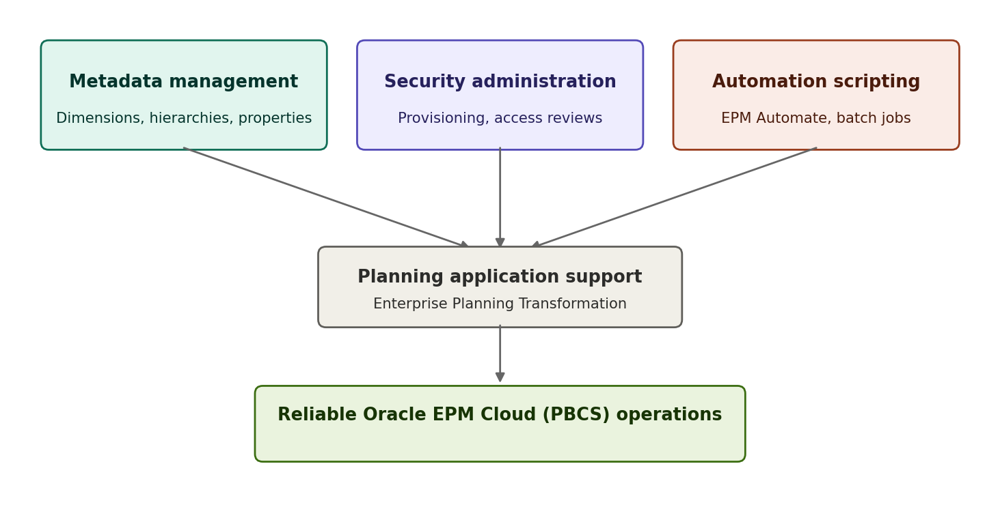 Metadata management
Dimensions, hierarchies, properties
Security administration
Provisioning, access reviews
Automation scripting
EPM Automate, batch jobs
Planning application support
Enterprise Planning Transformation
Reliable Oracle EPM Cloud (PBCS) operations